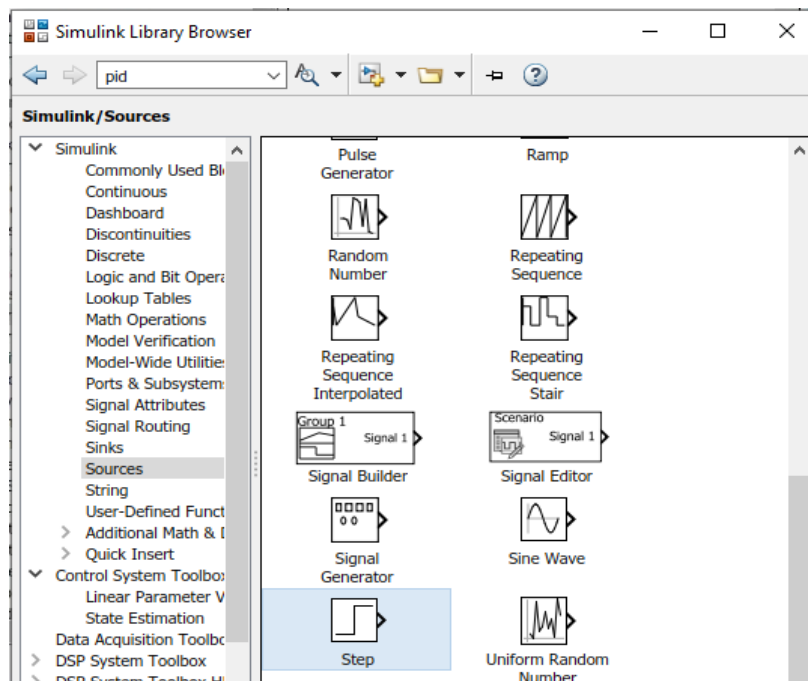 Simulink Library Browser
pid
Simulink/Sources
Simulink
Commonly Used Bl
Continuous
Dashboard
Discontinuities
Discrete
Logic and Bit Opera
Lookup Tables
Math Operations
Model Verification
Model-Wide Utilitie
Ports & Subsystem
Signal Attributes
Signal Routing
Sinks
Sources
String
User-Defined Funct
Additional Math & D
Quick Insert
Control System Toolbox
Linear Parameter V
State Estimation
Data Acquisition Toolbo
DSP System Toolbox
DSP System Toolbox H
Pulse
Generator
Ramp
Random
Number
Repeating
Sequence
Repeating
Sequence
Interpolated
Repeating
Sequence
Stair
Group 1
Signal 1
Signal Builder
Scenario
Signal 1
Signal Editor
Signal
Generator
Sine Wave
Step
Uniform Random
Number